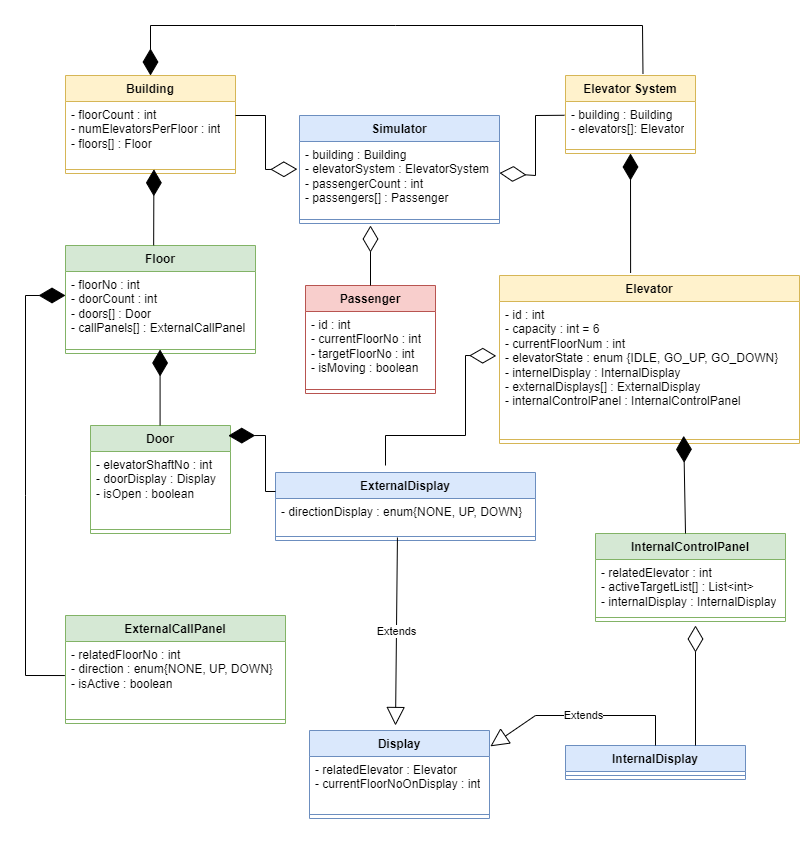 Building
- floorCount : int
- numElevatorsPerFloor : int
- floors[] : Floor
Elevator System
- building : Building
- elevators[]: Elevator
Simulator
- building : Building
- elevatorSystem : ElevatorSystem
- passengerCount : int
- passengers[] : Passenger
Floor
- floorNo : int
- doorCount : int
- doors[] : Door
- callPanels[] : ExternalCallPanel
Passenger
- id : int
- currentFloorNo : int
- targetFloorNo : int
- isMoving : boolean
Elevator
- id : int
- capacity : int = 6
- currentFloorNum : int
- elevatorState : enum {IDLE, GO_UP, GO_DOWN}
- internelDisplay : InternalDisplay
- externalDisplays[] : ExternalDisplay
- internalControlPanel : InternalControlPanel
Door
- elevatorShaftNo : int
- doorDisplay : Display
- isOpen : boolean
ExternalDisplay
- directionDisplay : enum{NONE, UP, DOWN}
InternalControlPanel
- relatedElevator : int
- activeTargetList[] : List<int>
- internalDisplay : InternalDisplay
ExternalCallPanel
- relatedFloorNo : int
- direction : enum{NONE, UP, DOWN}
- isActive : boolean
Extends
Display
- relatedElevator : Elevator
- currentFloorNoOnDisplay : int
Extends
InternalDisplay